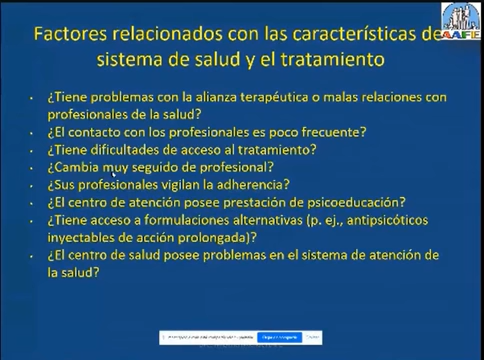 Factores relacionados con las características de
sistema de salud y el tratamiento
AAFE
• ¿Tiene problemas con la alianza terapéutica o malas relaciones con
profesionales de la salud?
• ¿El contacto con los profesionales es poco frecuente?
• ¿Tiene dificultades de acceso al tratamiento?
• ¿Cambia muy seguido de profesional?
• ¿Sus profesionales vigilan la adherencia?
• ¿El centro de atención posee prestación de psicoeducación?
• ¿Tiene acceso a formulaciones alternativas (p. ej., antipsicóticos
inyectables de acción prolongada)?
• ¿El centro de salud posee problemas en el sistema de atención de
la salud?